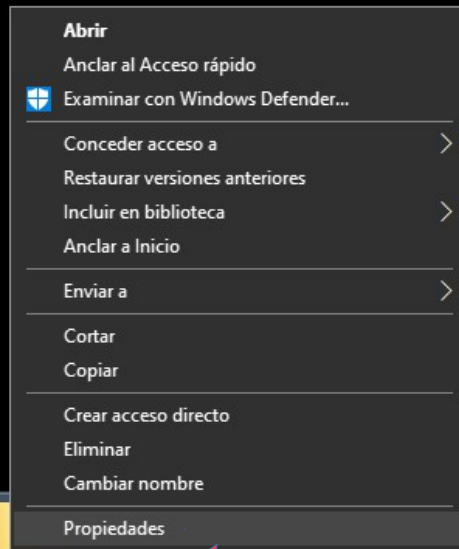 Abrir
Anclar al Acceso rápido
Examinar con Windows Defender...
Conceder acceso a
Restaurar versiones anteriores
Incluir en biblioteca
Anclar a Inicio
Enviar a
Cortar
Copiar
Crear acceso directo
Eliminar
Cambiar nombre
Propiedades